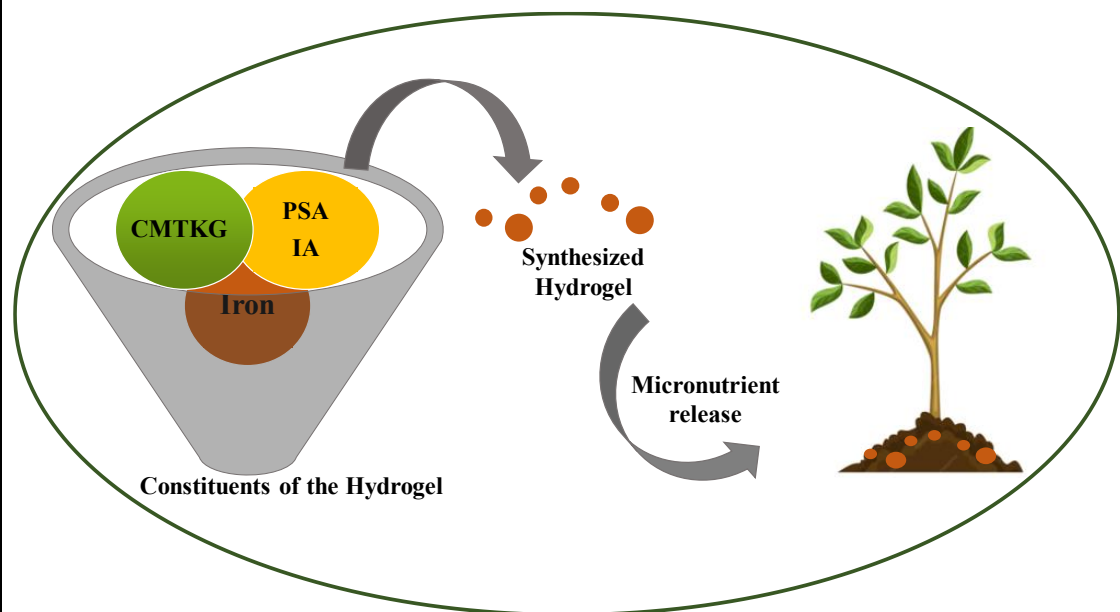 CMTKG
PSA
IA
Iron
Constituents of the Hydrogel
Synthesized
Hydrogel
Micronutrient
release